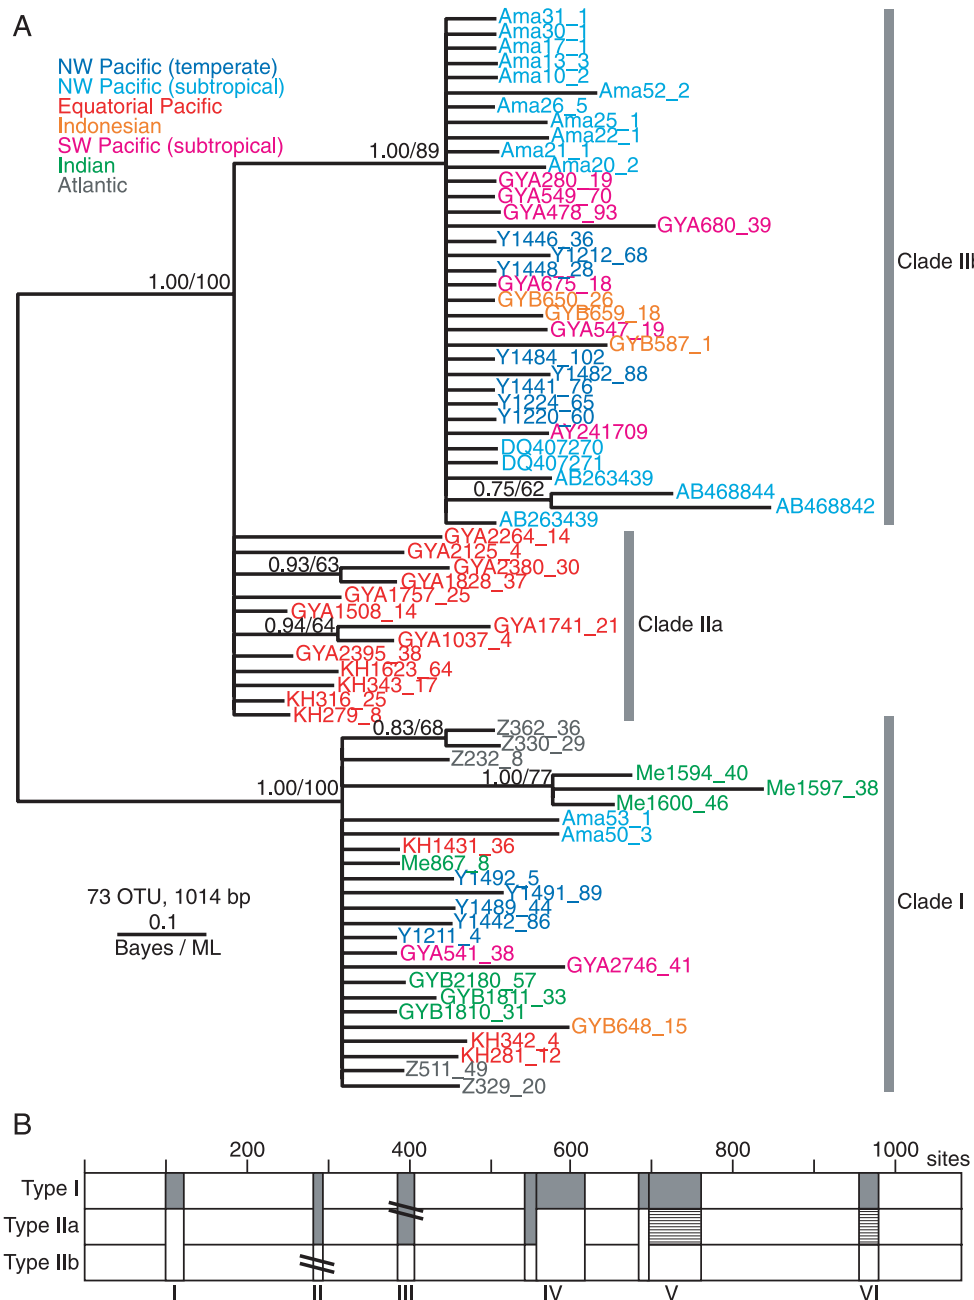 A
NW Pacific (temperate)
NW Pacific (subtropical)
Equatorial Pacific
Indonesian
SW Pacific (subtropical)
Indian
Atlantic
Ama31_1
Ama30_1
Ama17_1
Ama13_3
Ama10_2
Ama52_2
Ama26_5
Ama25_1
Ama22_1
1.00/89
Ama21_1
Ama20_2
GYA280_19
GYA549_70
GYA478_93
GYA680_39
Y1446_36
Y1212_68
Clade IIb
Y1448_28
1.00/100
GYA675_18
GYB650_26
GYB659_18
GYA547_19
GYB587_1
Y1484_102
Y1482_88
Y1441_76
Y1224_65
Y1220_60
AY241709
DQ407270
DQ407271
AB263439
0.75/62
AB468844
AB468842
AB263439
GYA2264_14
GYA2125_4
0.93/63
GYA2380_30
GYA1828_37
GYA1757_25
GYA1508_14
0.94/64
GYA1741_21
Clade IIa
GYA1037_4
GYA2395_38
KH1623_64
KH343_17
KH316_25
KH279_8
0.83/68
Z362_36
Z330_29
Z232_8
1.00/77
Me1594_40
1.00/100
Me1597_38
Me1600_46
Ama53_1
Ama50_3
KH1431_36
Me867_8
Y1492_5
Y1491_89
Clade I
73 OTU, 1014 bp
0.1
Bayes / ML
Y1489_44
Y1442_86
Y1211_4
GYA541_38
GYA2746_41
GYB2180_57
GYB1811_33
GYB1810_31
GYB648_15
KH342_4
KH281_12
Z511_49
Z329_20
B
200 400 600 800 1000 sites
Type I
Type IIa
Type IIb
I II III IV V VI